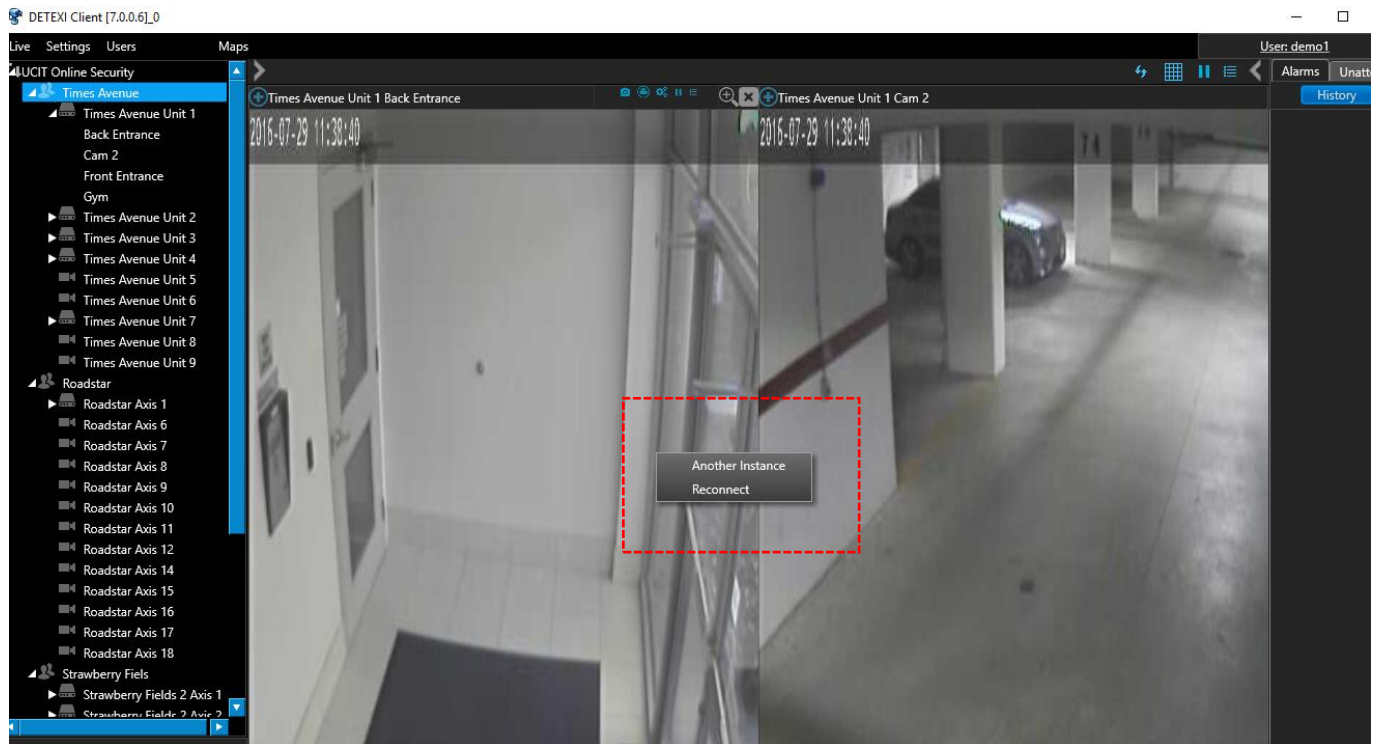 DETEXI Client [7.0.0.6]_0
Live Settings Users Maps
User: demo1
UCIT Online Security
Times Avenue
Times Avenue Unit 1
Back Entrance
Cam 2
Front Entrance
Gym
Times Avenue Unit 2
Times Avenue Unit 3
Times Avenue Unit 4
Times Avenue Unit 5
Times Avenue Unit 6
Times Avenue Unit 7
Times Avenue Unit 8
Times Avenue Unit 9
Roadstar
Roadstar Axis 1
Roadstar Axis 6
Roadstar Axis 7
Roadstar Axis 8
Roadstar Axis 9
Roadstar Axis 10
Roadstar Axis 11
Roadstar Axis 12
Roadstar Axis 14
Roadstar Axis 15
Roadstar Axis 16
Roadstar Axis 17
Roadstar Axis 18
Strawberry Fiels
Strawberry Fields 2 Axis 1
Strawberry Fields 2 Axis 2
Times Avenue Unit 1 Back Entrance
2016-07-29 11:38:40
Times Avenue Unit 1 Cam 2
2016-07-29 11:38:40
74
Another Instance
Reconnect
Alarms Unatt
History